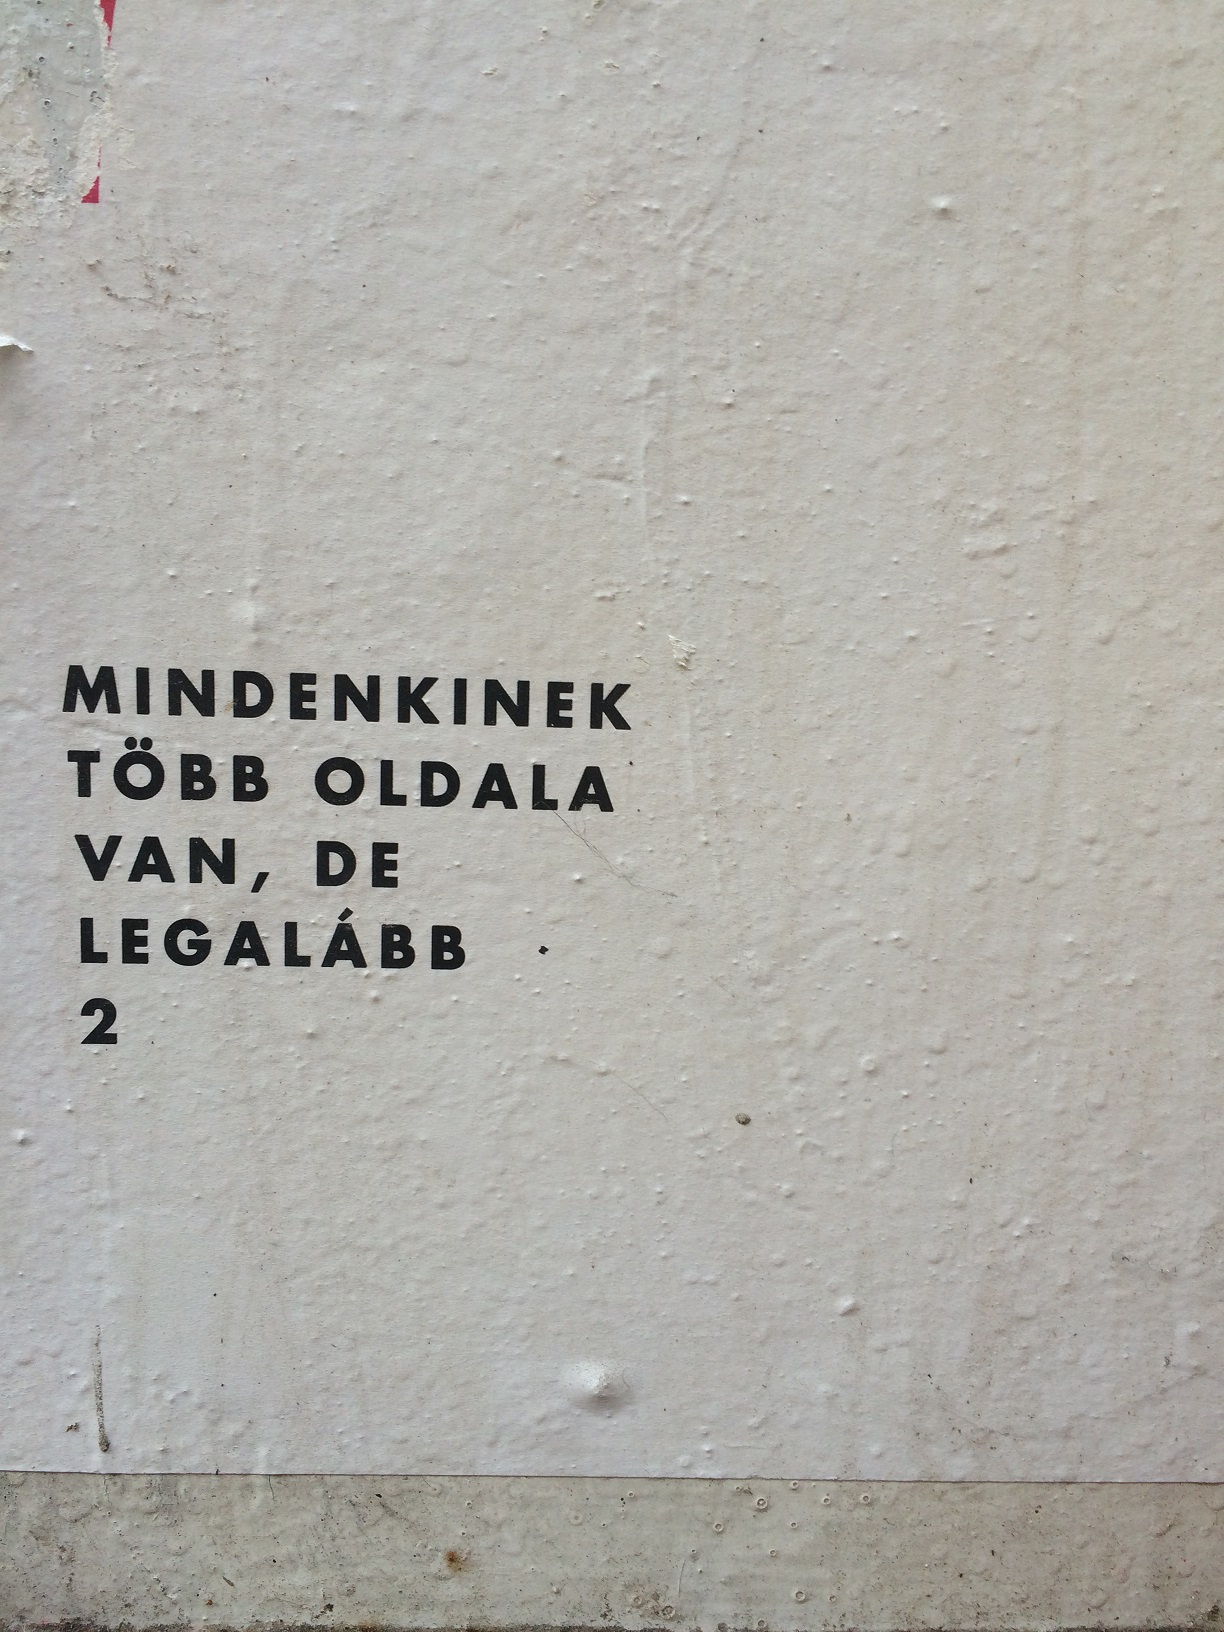 MINDENKINEK
TÖBB OLDALA
VAN, DE
LEGALÁBB
2